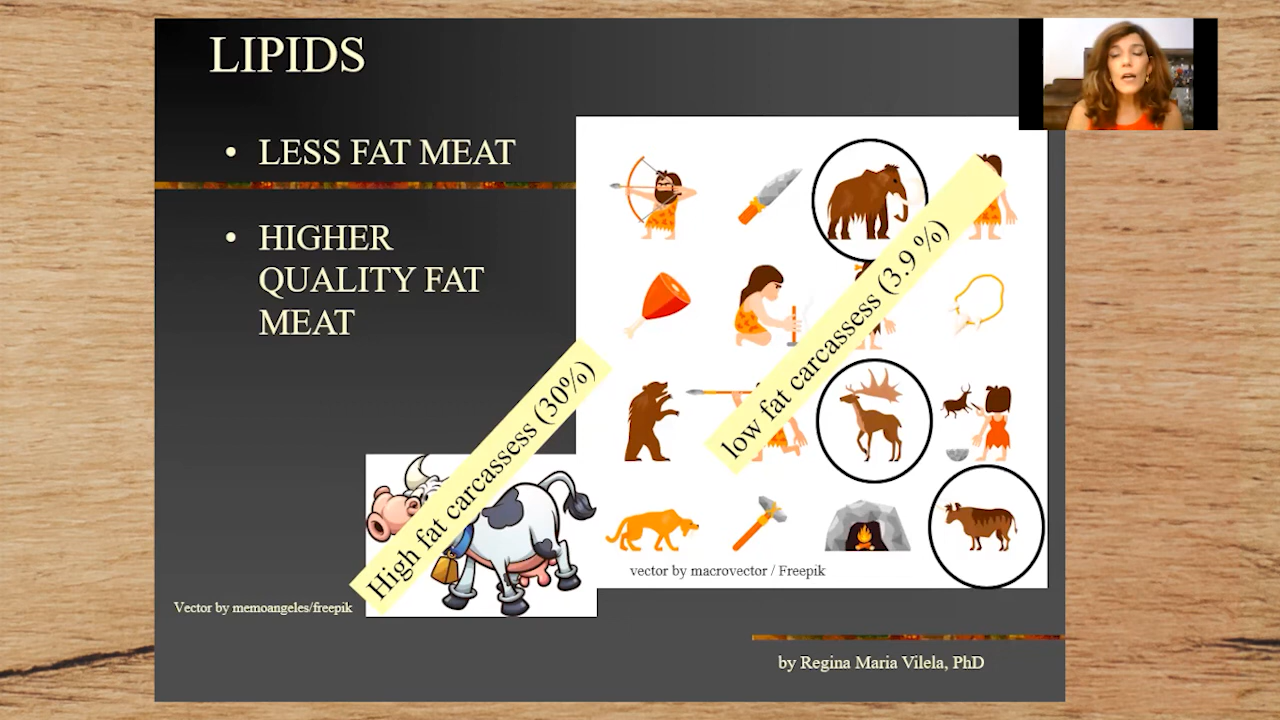 LIPIDS
• LESS FAT MEAT
• HIGHER
QUALITY FAT
MEAT
low fat carcassess (3.9 %)
High fat carcassess (30%)
vector by macrovector / Freepik
Vector by memoangeles/freepik
by Regina Maria Vilela, PhD